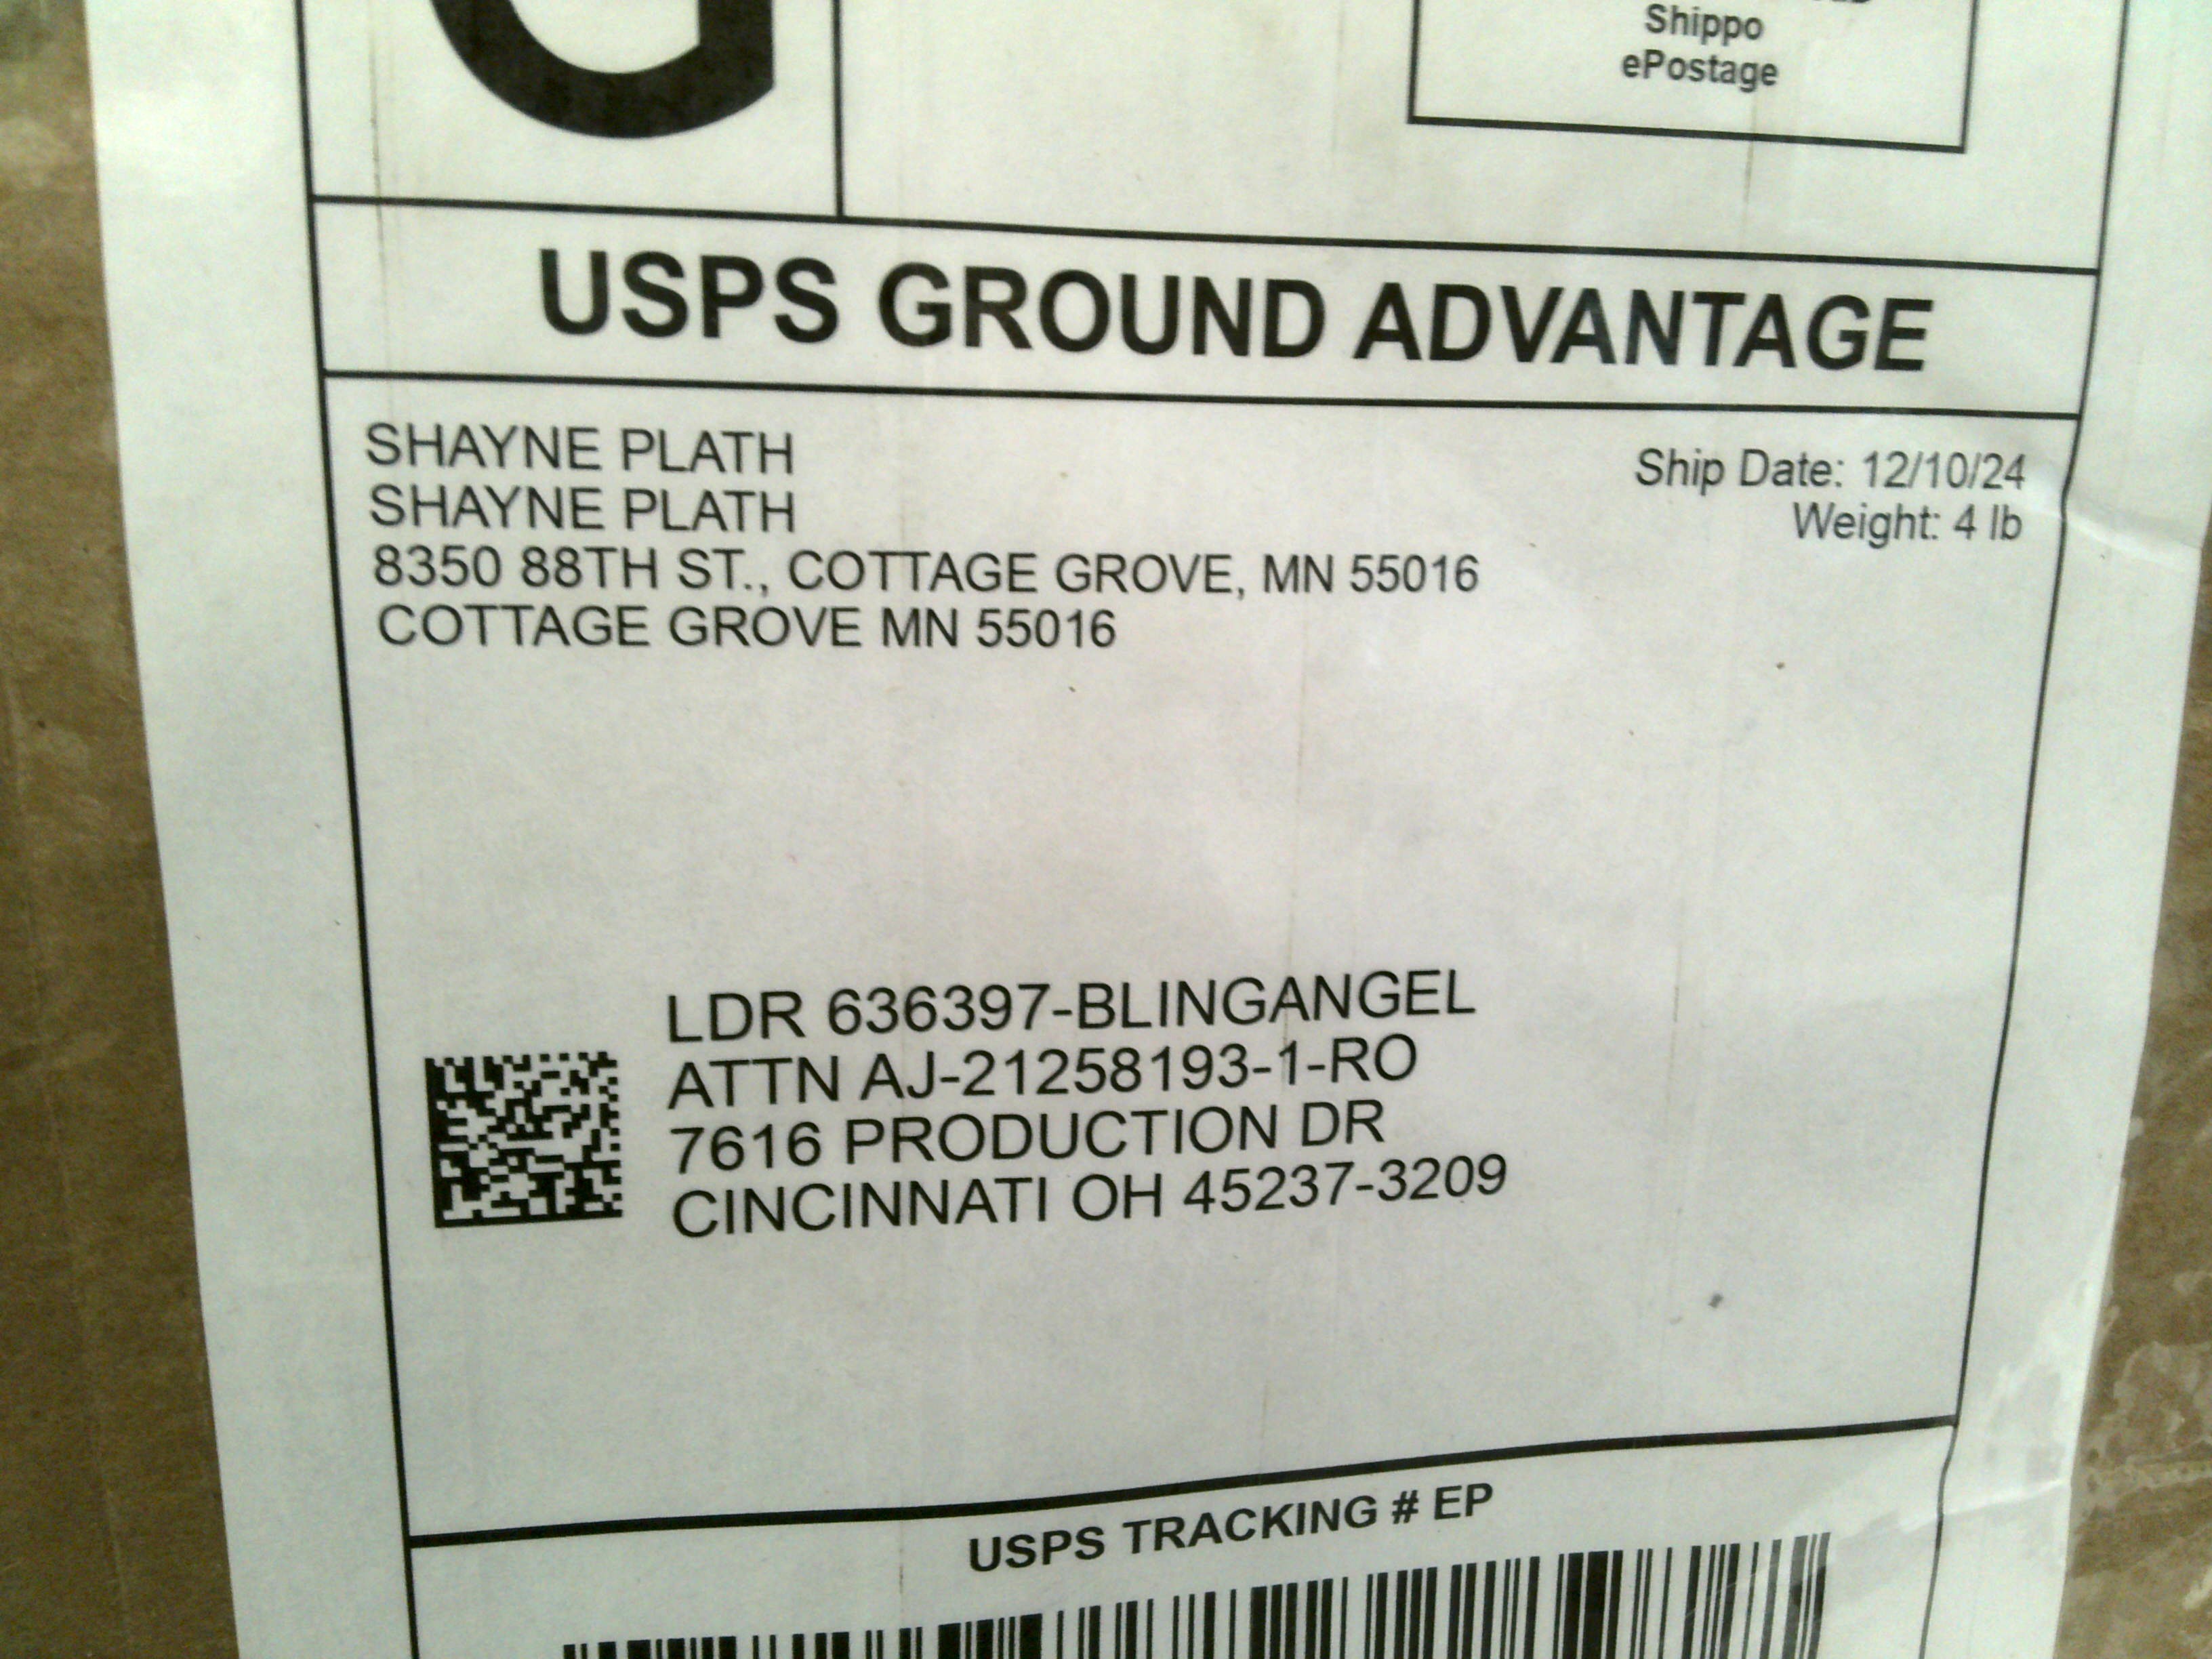 G
Shippo
ePostage
USPS GROUND ADVANTAGE
SHAYNE PLATH
SHAYNE PLATH
8350 88TH ST., COTTAGE GROVE, MN 55016
COTTAGE GROVE MN 55016
Ship Date: 12/10/24
Weight: 4 lb
LDR 636397-BLINGANGEL
ATTN AJ-21258193-1-RO
7616 PRODUCTION DR
CINCINNATI OH 45237-3209
USPS TRACKING # EP